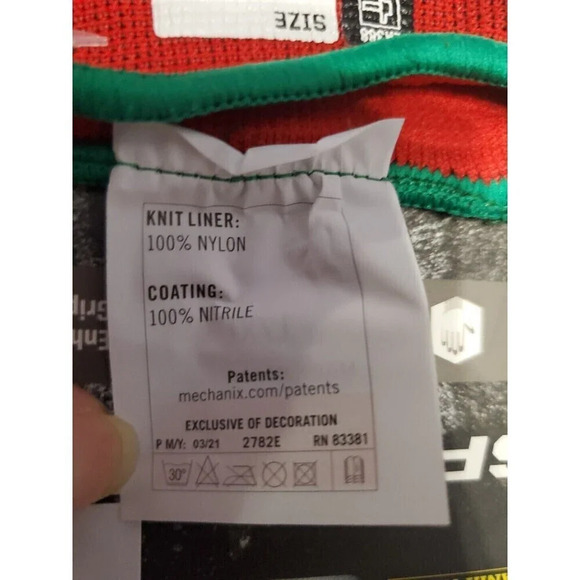 SIZE
KNIT LINER:
100% NYLON
COATING:
100% NITRILE
Patents:
mechanix.com/patents
EXCLUSIVE OF DECORATION
P M/Y: 03/21 2782E RN 83381
30°
Grip